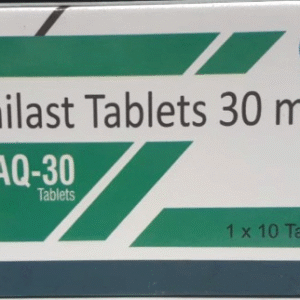 ilast Tablets 30 m
AQ-30
Tablets
1 x 10 Ta